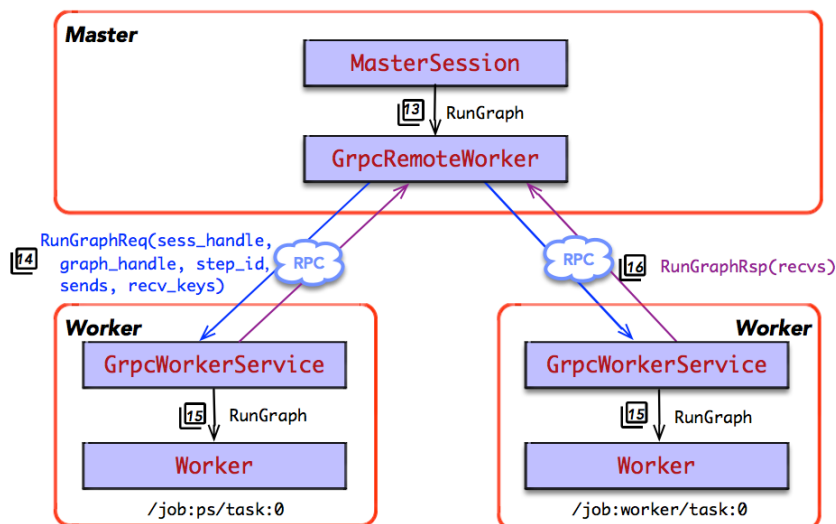 Master
MasterSession
13 RunGraph
GrpcRemoteWorker
14 RunGraphReq(sess_handle,
graph_handle, step_id,
sends, recv_keys)
RPC
RPC
16 RunGraphRsp(recvs)
Worker
GrpcWorkerService
15 RunGraph
Worker
/job:ps/task:0
Worker
GrpcWorkerService
15 RunGraph
Worker
/job:worker/task:0